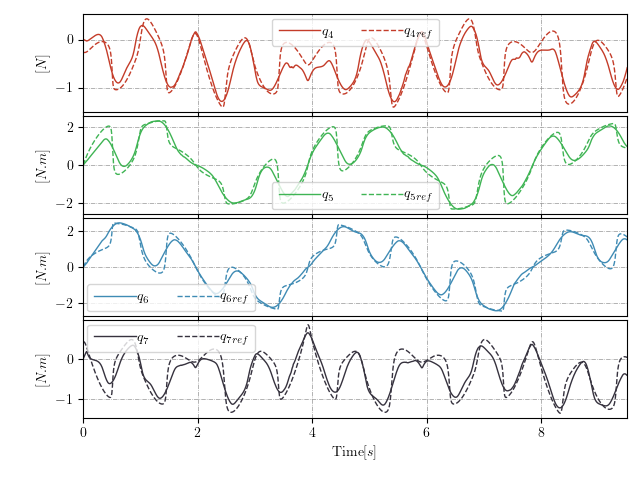 q4 q4ref
0
−1
[N]
q5 q5ref
2
0
−2
[N.m]
q6 q6ref
2
0
−2
[N.m]
q7 q7ref
0
−1
[N.m]
0 2 4 6 8
Time[s]